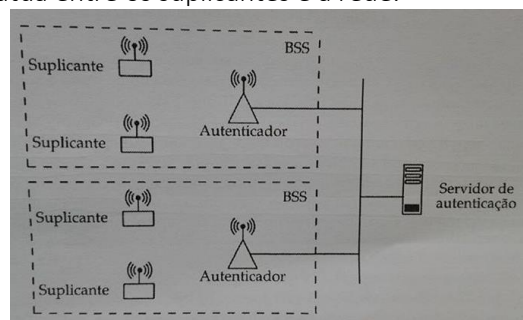 BSS
Suplicante
Suplicante
Autenticador
BSS
Suplicante
Suplicante
Autenticador
Servidor de
autenticação